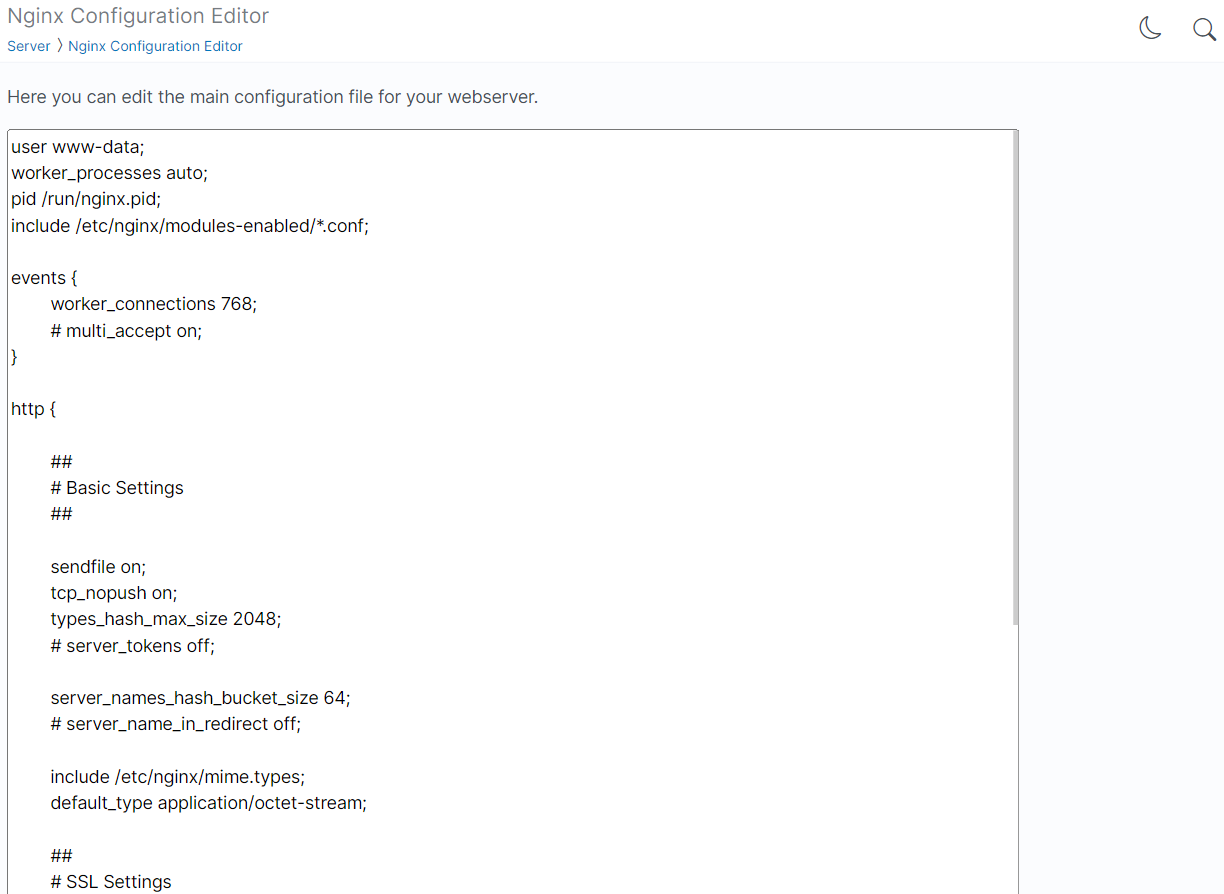 Nginx Configuration Editor
Server 〉Nginx Configuration Editor
Here you can edit the main configuration file for your webserver.
user www-data;
worker_processes auto;
pid /run/nginx.pid;
include /etc/nginx/modules-enabled/*.conf;
events {
worker_connections 768;
# multi_accept on;
}
http {
##
# Basic Settings
##
sendfile on;
tcp_nopush on;
types_hash_max_size 2048;
# server_tokens off;
server_names_hash_bucket_size 64;
# server_name_in_redirect off;
include /etc/nginx/mime.types;
default_type application/octet-stream;
##
# SSL Settings